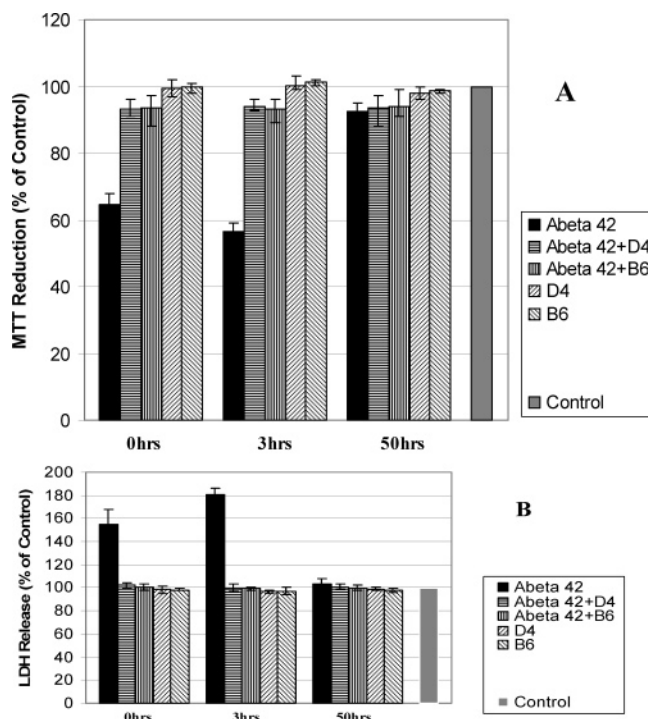 120
100
80
60
40
20
0
MTT Reduction (% of Control)
0hrs
3hrs
50hrs
A
Abeta 42
Abeta 42+D4
Abeta 42+B6
D4
B6
Control
200
180
160
140
120
100
80
60
40
20
0
LDH Release (% of Control)
0hrs
3hrs
50hrs
B
Abeta 42
Abeta 42+D4
Abeta 42+B6
D4
B6
Control